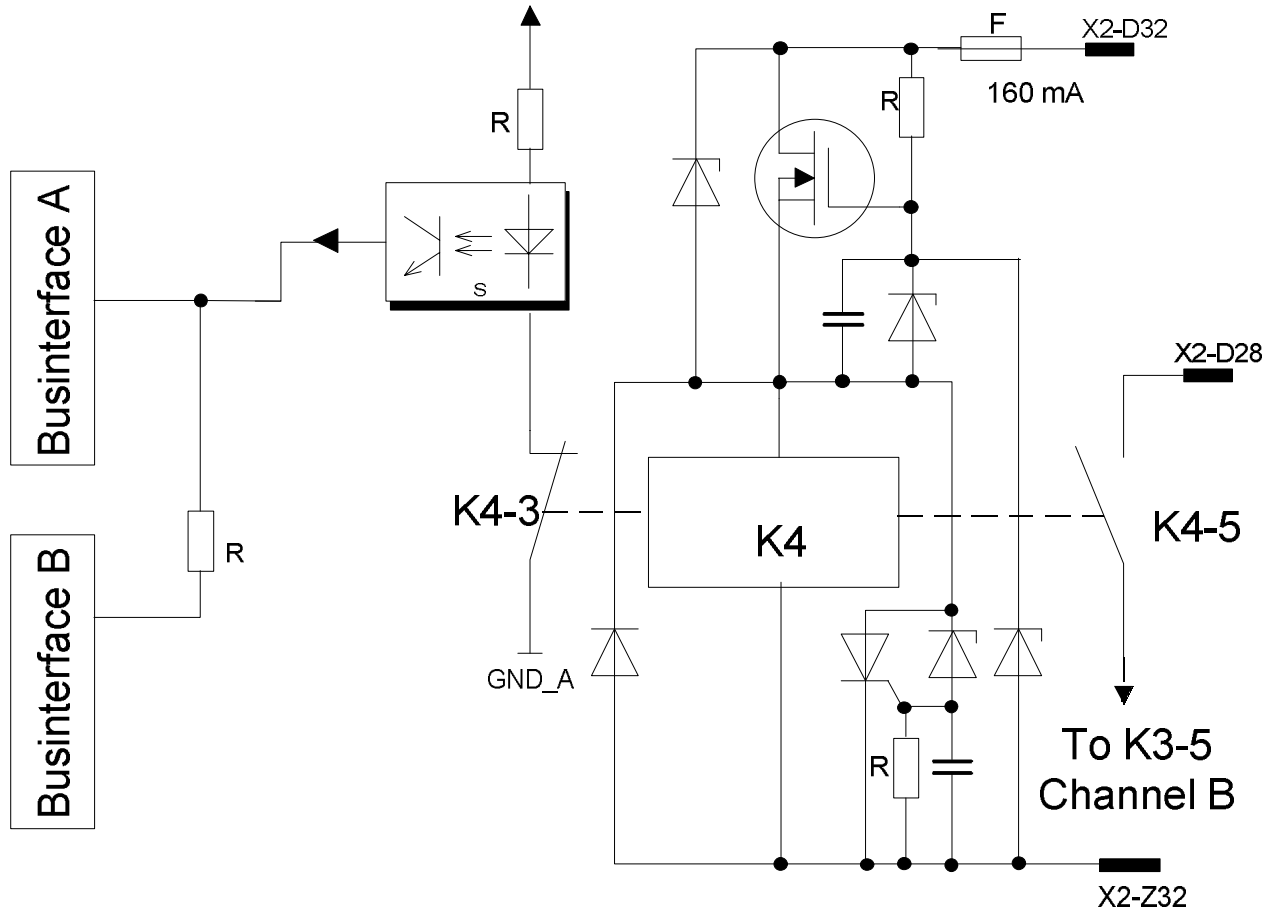 F
X2-D32
R
R
160 mA
Businterface A
S
X2-D28
K4-3
K4
K4-5
R
Businterface B
GND_A
To K3-5
Channel B
R
X2-Z32